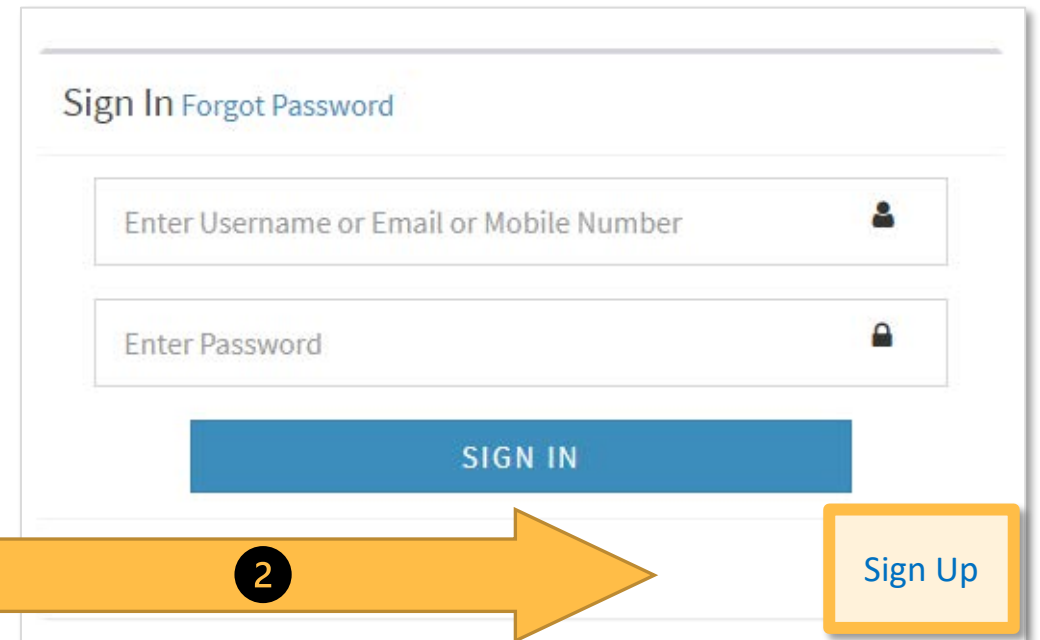 Sign In Forgot Password
Enter Username or Email or Mobile Number
Enter Password
SIGN IN
2
Sign Up